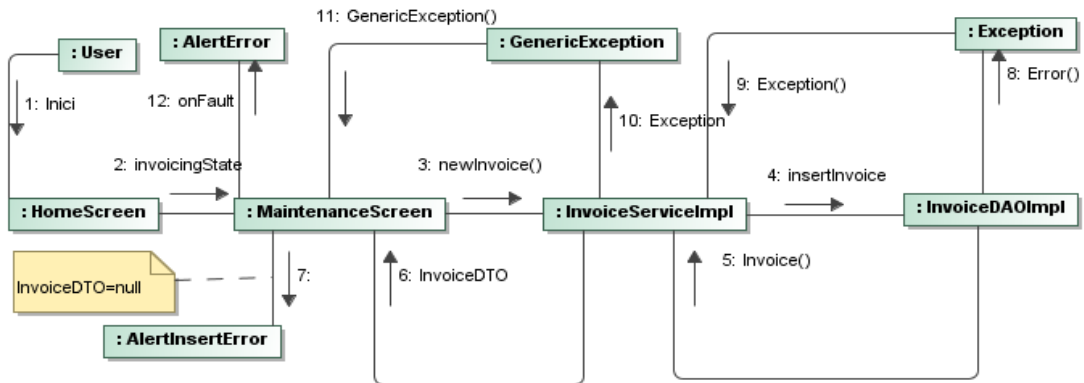 11: GenericException()
: User
: AlertError
: GenericException
: Exception
1: Inici
12: onFault
10: Exception
9: Exception()
8: Error()
2: invoicingState
3: newInvoice()
4: insertInvoice
: HomeScreen
: MaintenanceScreen
: InvoiceServiceImpl
: InvoiceDAOImpl
InvoiceDTO=null
7:
6: InvoiceDTO
5: Invoice()
: AlertInsertError